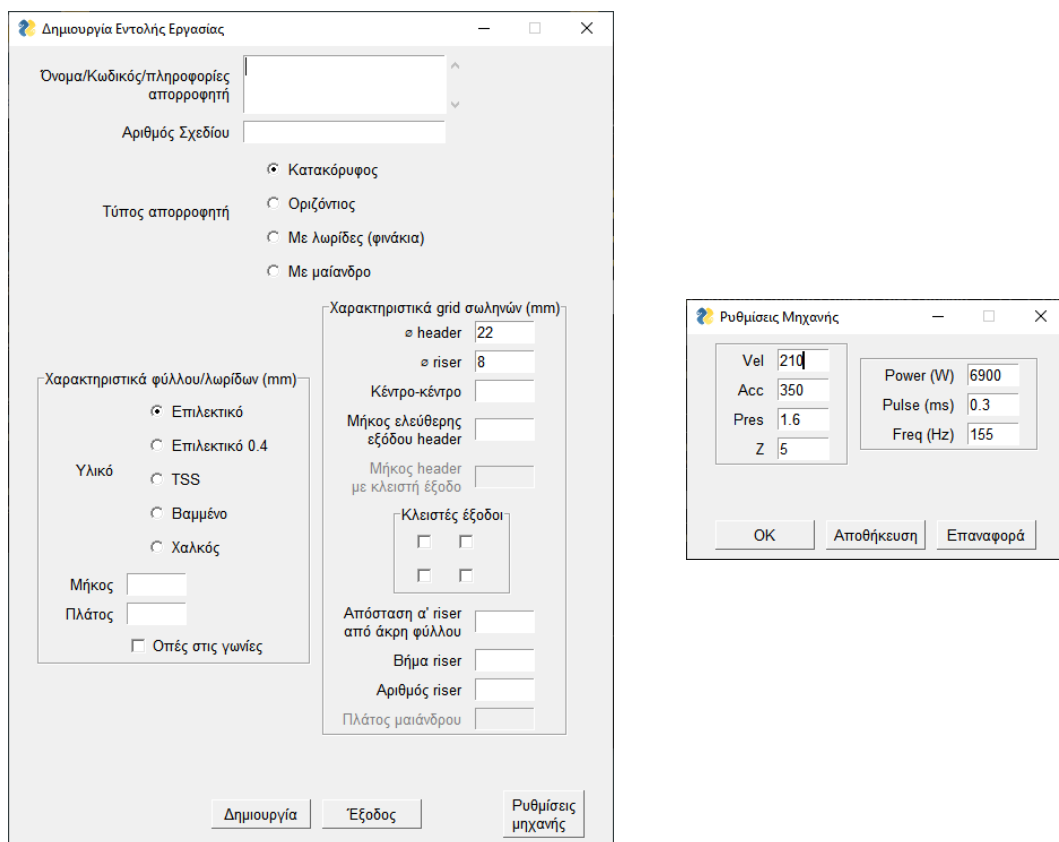 Δημιουργία Εντολής Εργασίας
Όνομα/Κωδικός/πληροφορίες
απορροφητή
Αριθμός Σχεδίου
Τύπος απορροφητή
Κατακόρυφος
Οριζόντιος
Με λωρίδες (φινάκια)
Με μαίανδρο
Χαρακτηριστικά φύλλου/λωρίδων (mm)
Υλικό
Επιλεκτικό
Επιλεκτικό 0.4
TSS
Βαμμένο
Χαλκός
Μήκος
Πλάτος
Οπές στις γωνίες
Χαρακτηριστικά grid σωληνών (mm)
⌀ header 22
⌀ riser 8
Κέντρο-κέντρο
Μήκος ελεύθερης
εξόδου header
Μήκος header
με κλειστή έξοδο
Κλειστές έξοδοι
Απόσταση α' riser
από άκρη φύλλου
Βήμα riser
Αριθμός riser
Πλάτος μαιάνδρου
Δημιουργία
Έξοδος
Ρυθμίσεις
μηχανής
Ρυθμίσεις Μηχανής
Vel 210
Acc 350
Pres 1.6
Z 5
Power (W) 6900
Pulse (ms) 0.3
Freq (Hz) 155
OK
Αποθήκευση
Επαναφορά